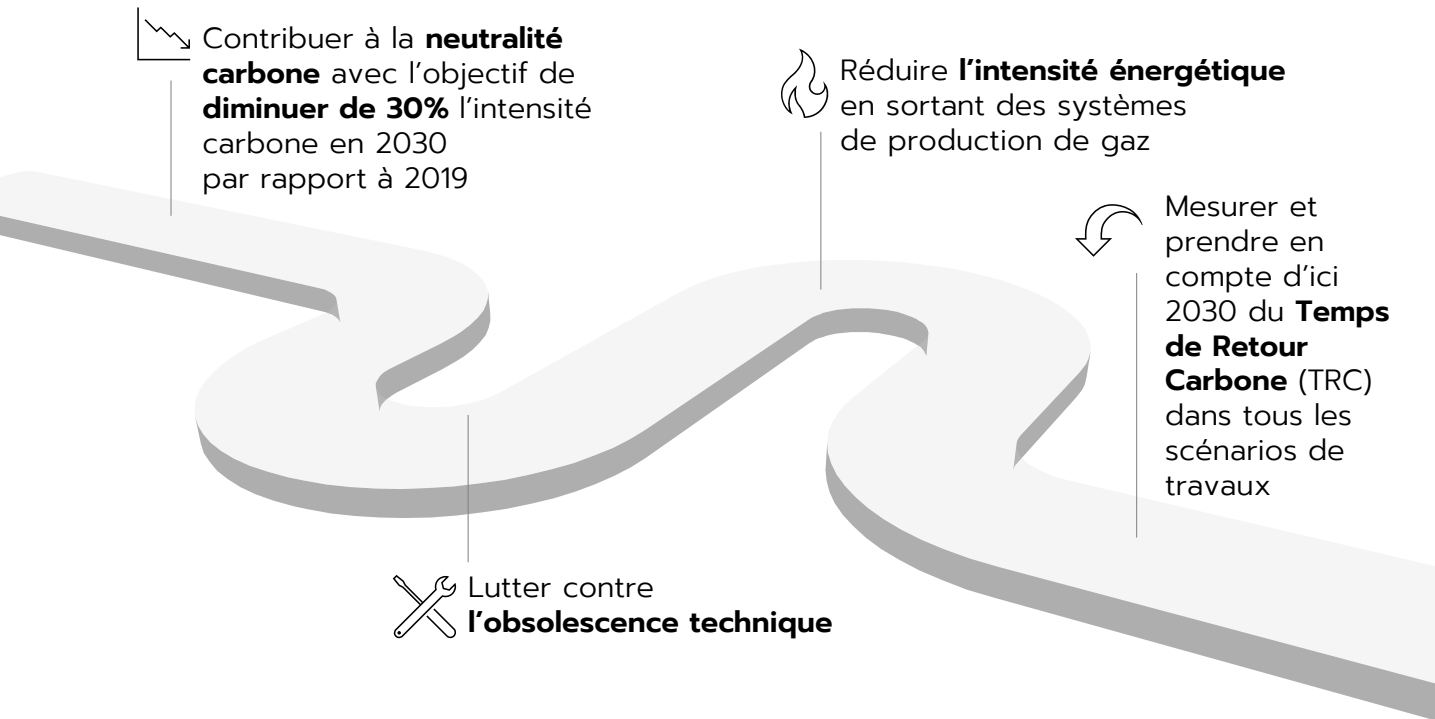 Contribuer à la neutralité
carbone avec l’objectif de
diminuer de 30% l’intensité
carbone en 2030
par rapport à 2019
Lutter contre
l’obsolescence technique
Réduire l’intensité énergétique
en sortant des systèmes
de production de gaz
Mesurer et
prendre en
compte d’ici
2030 du Temps
de Retour
Carbone (TRC)
dans tous les
scénarios de
travaux